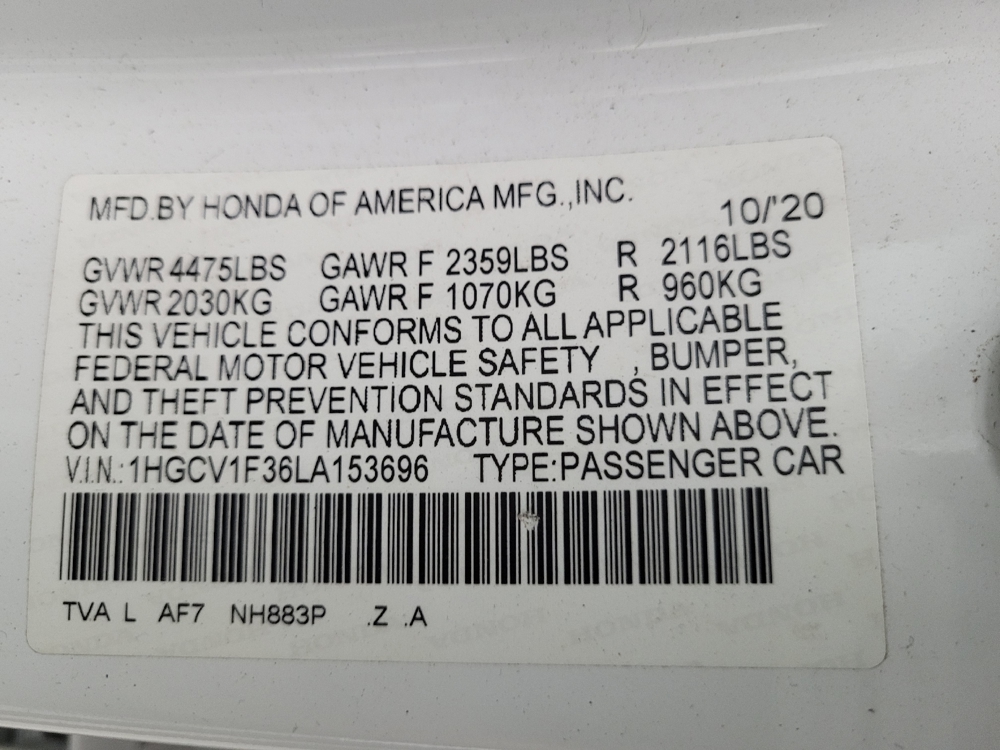 MFD.BY HONDA OF AMERICA MFG.,INC. 10/'20
GVWR 4475LBS GAWR F 2359LBS R 2116LBS
GVWR 2030KG GAWR F 1070KG R 960KG
THIS VEHICLE CONFORMS TO ALL APPLICABLE
FEDERAL MOTOR VEHICLE SAFETY , BUMPER,
AND THEFT PREVENTION STANDARDS IN EFFECT
ON THE DATE OF MANUFACTURE SHOWN ABOVE.
V.I.N.:1HGCV1F36LA153696 TYPE:PASSENGER CAR
TVA L AF7 NH883P .Z .A